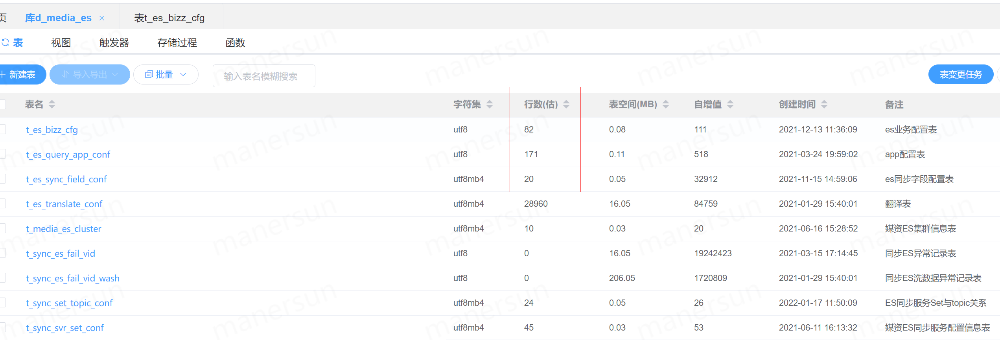 页 库d_media_es × 表t_es_bizz_cfg
表 视图 触发器 存储过程 函数
+ 新建表 导入导出 批量 输入表名模糊搜索 表变更任务
表名 字符集 行数(估) 表空间(MB) 自增值 创建时间 备注
t_es_bizz_cfg utf8 82 0.08 111 2021-12-13 11:36:09 es业务配置表
t_es_query_app_conf utf8 171 0.11 518 2021-03-24 19:59:02 app配置表
t_es_sync_field_conf utf8mb4 20 0.05 32912 2021-11-15 14:59:06 es同步字段配置表
t_es_translate_conf utf8mb4 28960 16.05 84759 2021-01-29 15:40:01 翻译表
t_media_es_cluster utf8mb4 10 0.03 20 2021-06-16 15:28:52 媒资ES集群信息表
t_sync_es_fail_vid utf8 0 16.05 19242423 2021-03-15 17:14:45 同步ES异常记录表
t_sync_es_fail_vid_wash utf8 0 206.05 1720809 2021-01-29 15:40:01 同步ES洗数据异常记录表
t_sync_set_topic_conf utf8mb4 24 0.05 26 2022-01-17 11:50:09 ES同步服务Set与topic关系
t_sync_svr_set_conf utf8mb4 45 0.03 53 2021-06-11 16:13:32 媒资ES同步服务配置信息表
manersun